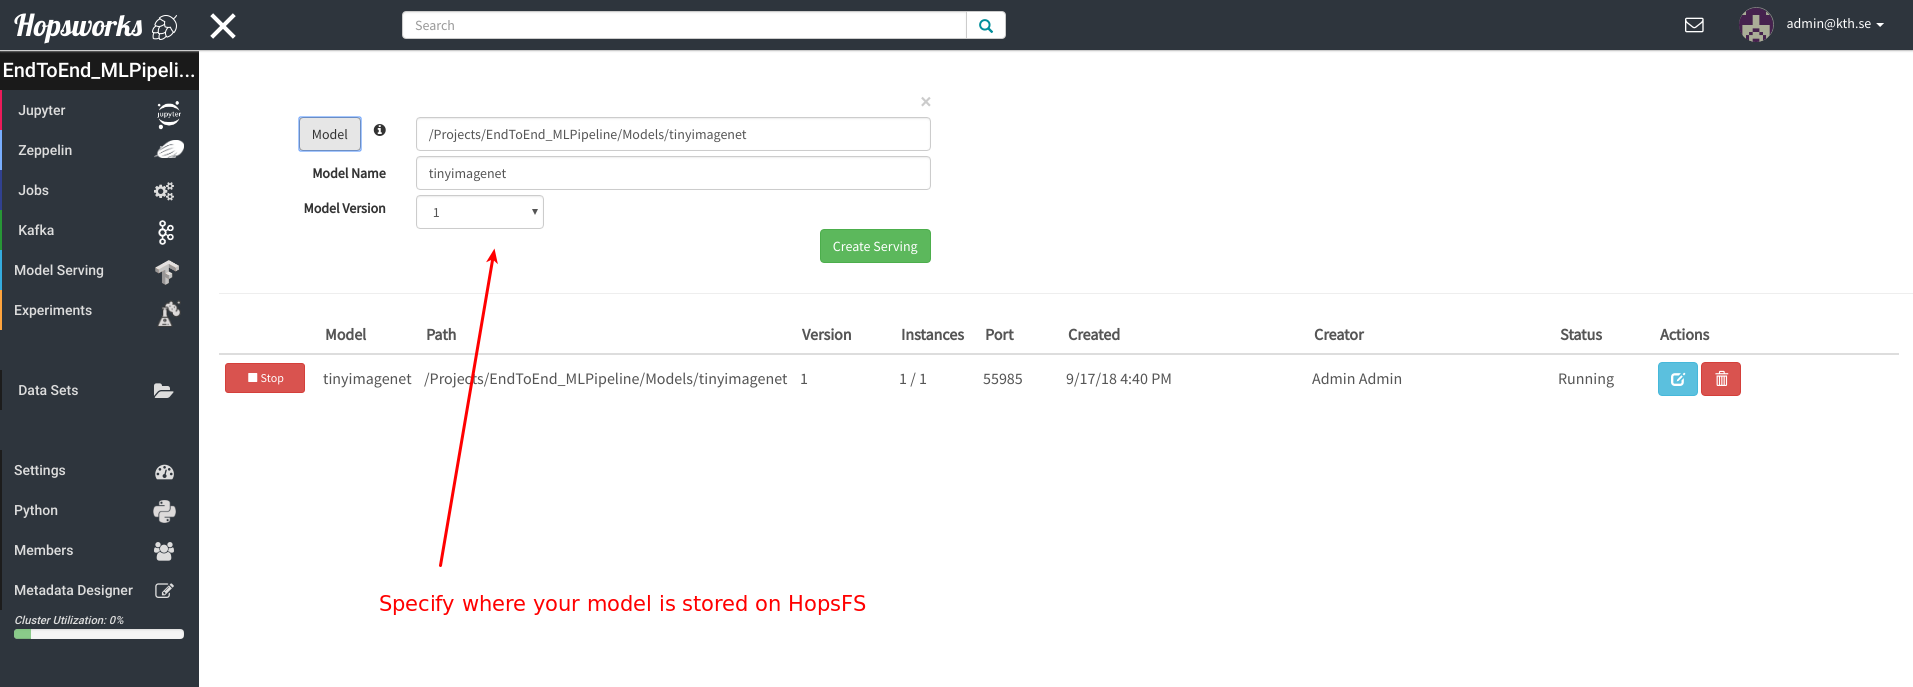 Hopsworks
Search
admin@kth.se
EndToEnd_MLPipeli...
Jupyter
jupyter
Zeppelin
Jobs
Kafka
Model Serving
Experiments
Data Sets
Settings
Python
Members
Metadata Designer
Cluster Utilization: 0%
×
Model
/Projects/EndToEnd_MLPipeline/Models/tinyimagenet
Model Name
tinyimagenet
Model Version
1
Create Serving
Model Path Version Instances Port Created Creator Status Actions
Stop tinyimagenet /Projects/EndToEnd_MLPipeline/Models/tinyimagenet 1 1 / 1 55985 9/17/18 4:40 PM Admin Admin Running
Specify where your model is stored on HopsFS